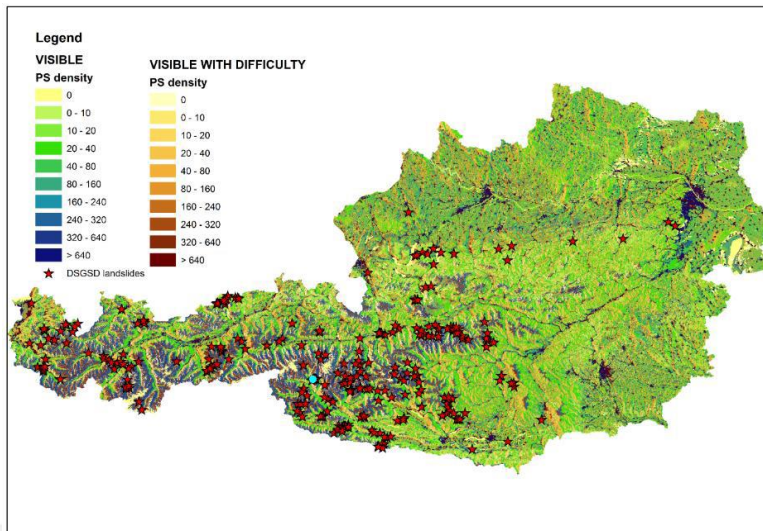 Legend
VISIBLE
PS density
0
0 - 10
10 - 20
20 - 40
40 - 80
80 - 160
160 - 240
240 - 320
320 - 640
> 640
DSGSD landslides
VISIBLE WITH DIFFICULTY
PS density
0
0 - 10
10 - 20
20 - 40
40 - 80
80 - 160
160 - 240
240 - 320
320 - 640
> 640